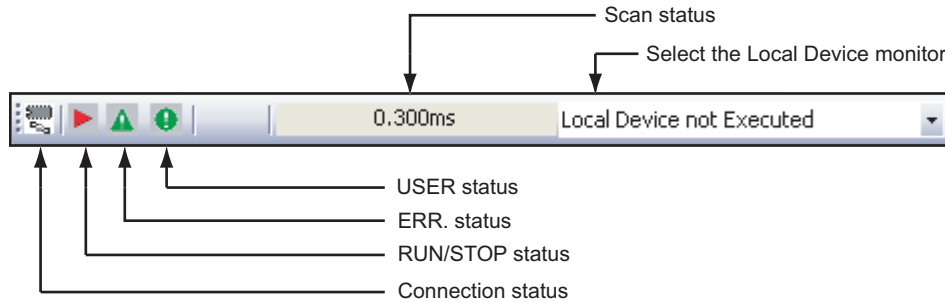 Scan status
Select the Local Device monitor
0.300ms
Local Device not Executed
USER status
ERR. status
RUN/STOP status
Connection status